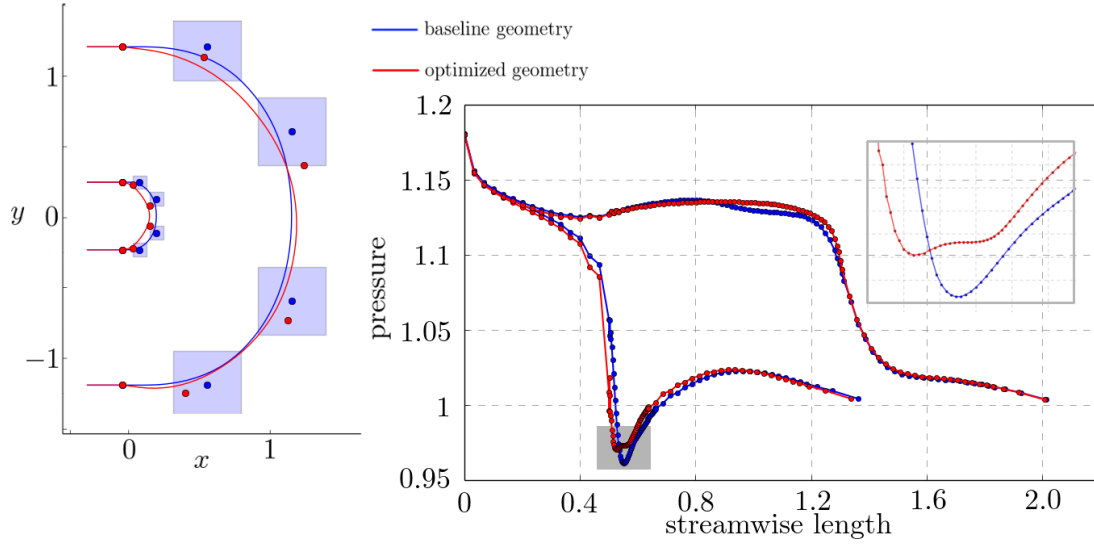 baseline geometry
optimized geometry
1
0
−1
y
0
1
x
1.2
1.15
1.1
1.05
1
0.95
pressure
0
0.4
0.8
1.2
1.6
2.0
streamwise length